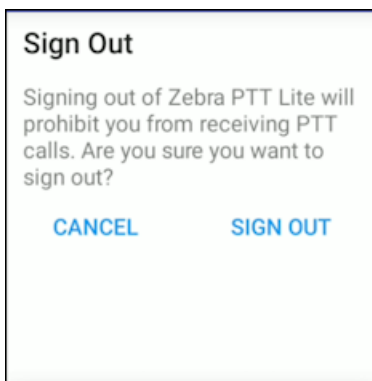 Sign Out
Signing out of Zebra PTT Lite will
prohibit you from receiving PTT
calls. Are you sure you want to
sign out?
CANCEL SIGN OUT